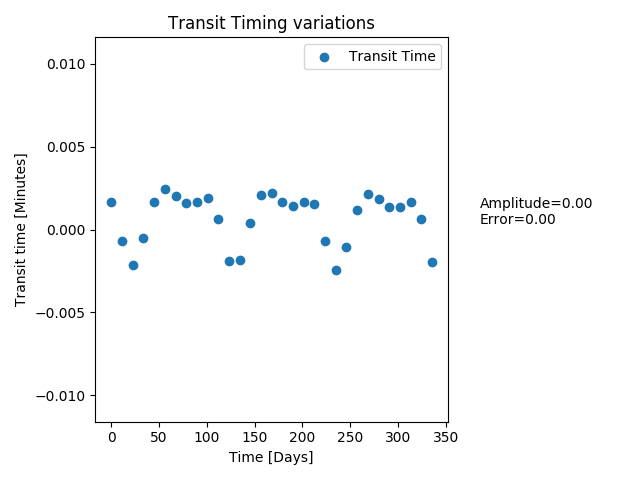 Transit Timing variations
Transit Time
0.010
0.005
0.000
−0.005
−0.010
Transit time [Minutes]
Amplitude=0.00
Error=0.00
0 50 100 150 200 250 300 350
Time [Days]